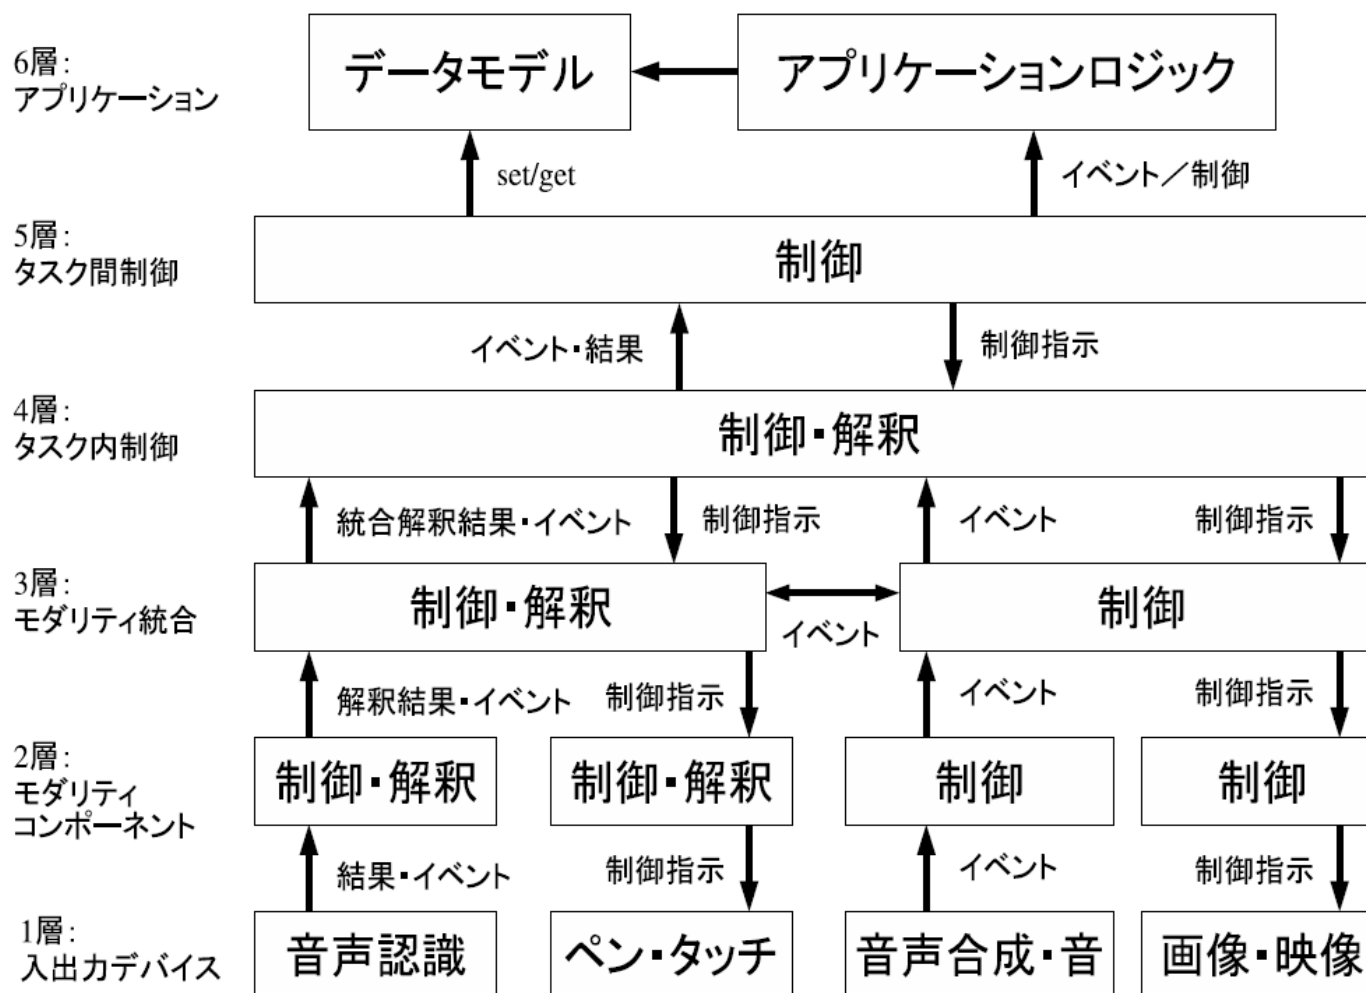 6層：
アプリケーション
データモデル
アプリケーションロジック
set/get
イベント／制御
5層：
タスク間制御
制御
イベント・結果
制御指示
4層：
タスク内制御
制御・解釈
統合解釈結果・イベント
制御指示
イベント
制御指示
3層：
モダリティ統合
制御・解釈
イベント
制御
解釈結果・イベント
制御指示
イベント
制御指示
2層：
モダリティ
コンポーネント
制御・解釈
制御・解釈
制御
制御
結果・イベント
制御指示
イベント
制御指示
1層：
入出力デバイス
音声認識
ペン・タッチ
音声合成・音
画像・映像